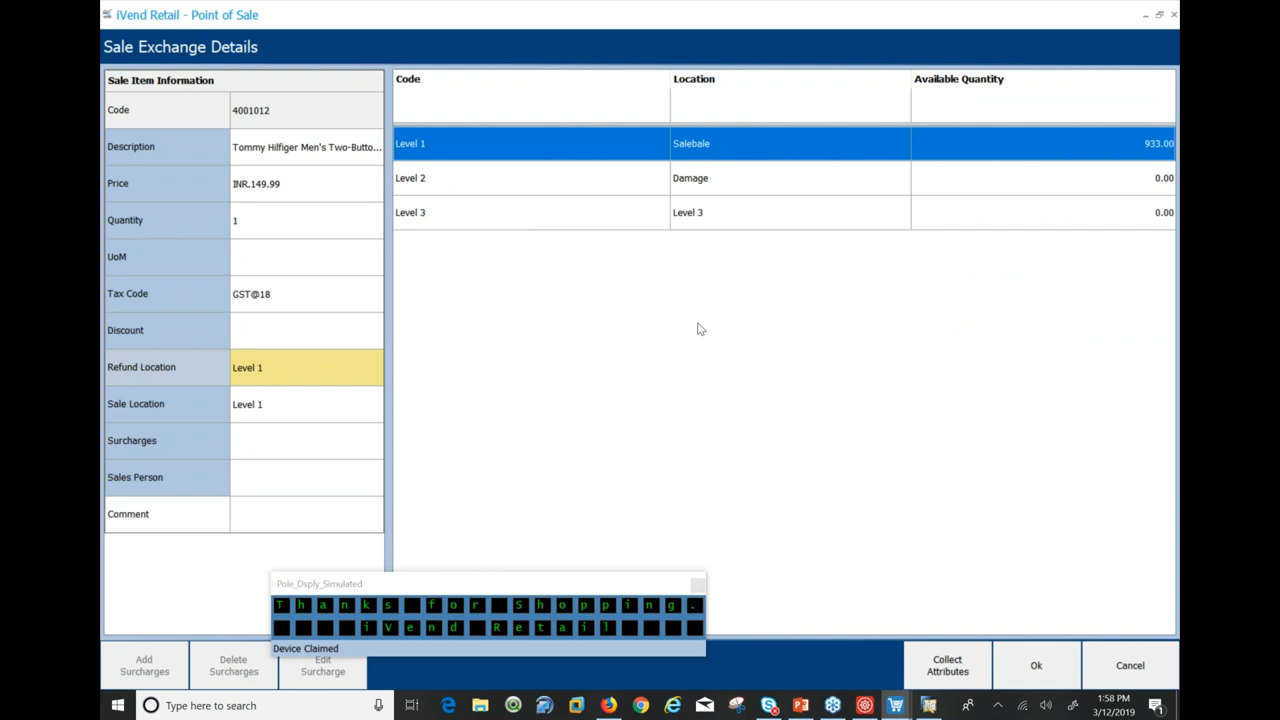 iVend Retail - Point of Sale
Sale Exchange Details
Sale Item Information
Code 4001012
Description Tommy Hilfiger Men's Two-Butto...
Price INR.149.99
Quantity 1
UoM
Tax Code GST@18
Discount
Refund Location Level 1
Sale Location Level 1
Surcharges
Sales Person
Comment
Code Location Available Quantity
Level 1 Salebale 933.00
Level 2 Damage 0.00
Level 3 Level 3 0.00
Pole_Dsply_Simulated
Thanks for Shopping.
iVend Retail
Device Claimed
Add
Surcharges
Delete
Surcharges
Edit
Surcharge
Collect
Attributes
Ok
Cancel
Type here to search
1:58 PM
3/12/2019
1